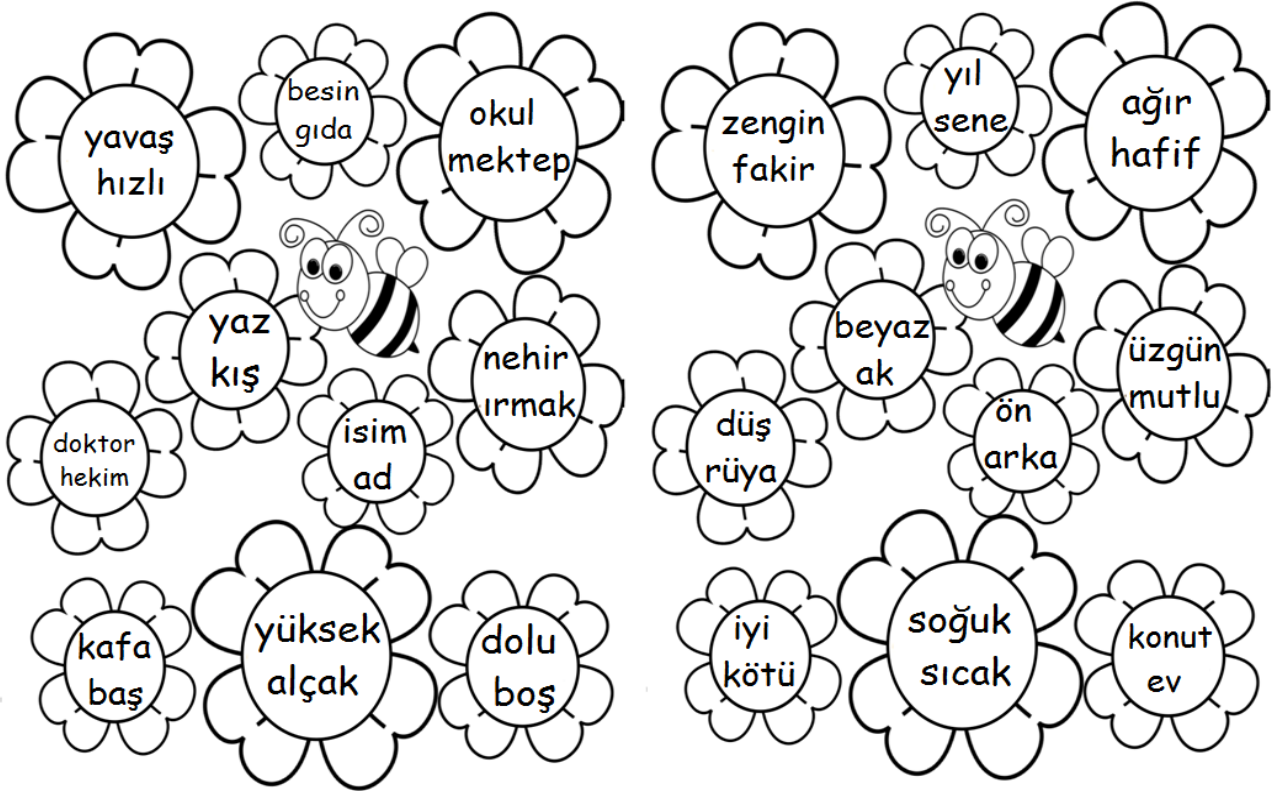 yavaş
hızlı
besin
gıda
okul
mektep
yaz
kış
nehir
ırmak
doktor
hekim
isim
ad
kafa
baş
yüksek
alçak
dolu
boş
zengin
fakir
yıl
sene
ağır
hafif
beyaz
ak
üzgün
mutlu
düş
rüya
ön
arka
iyi
kötü
soğuk
sıcak
konut
ev